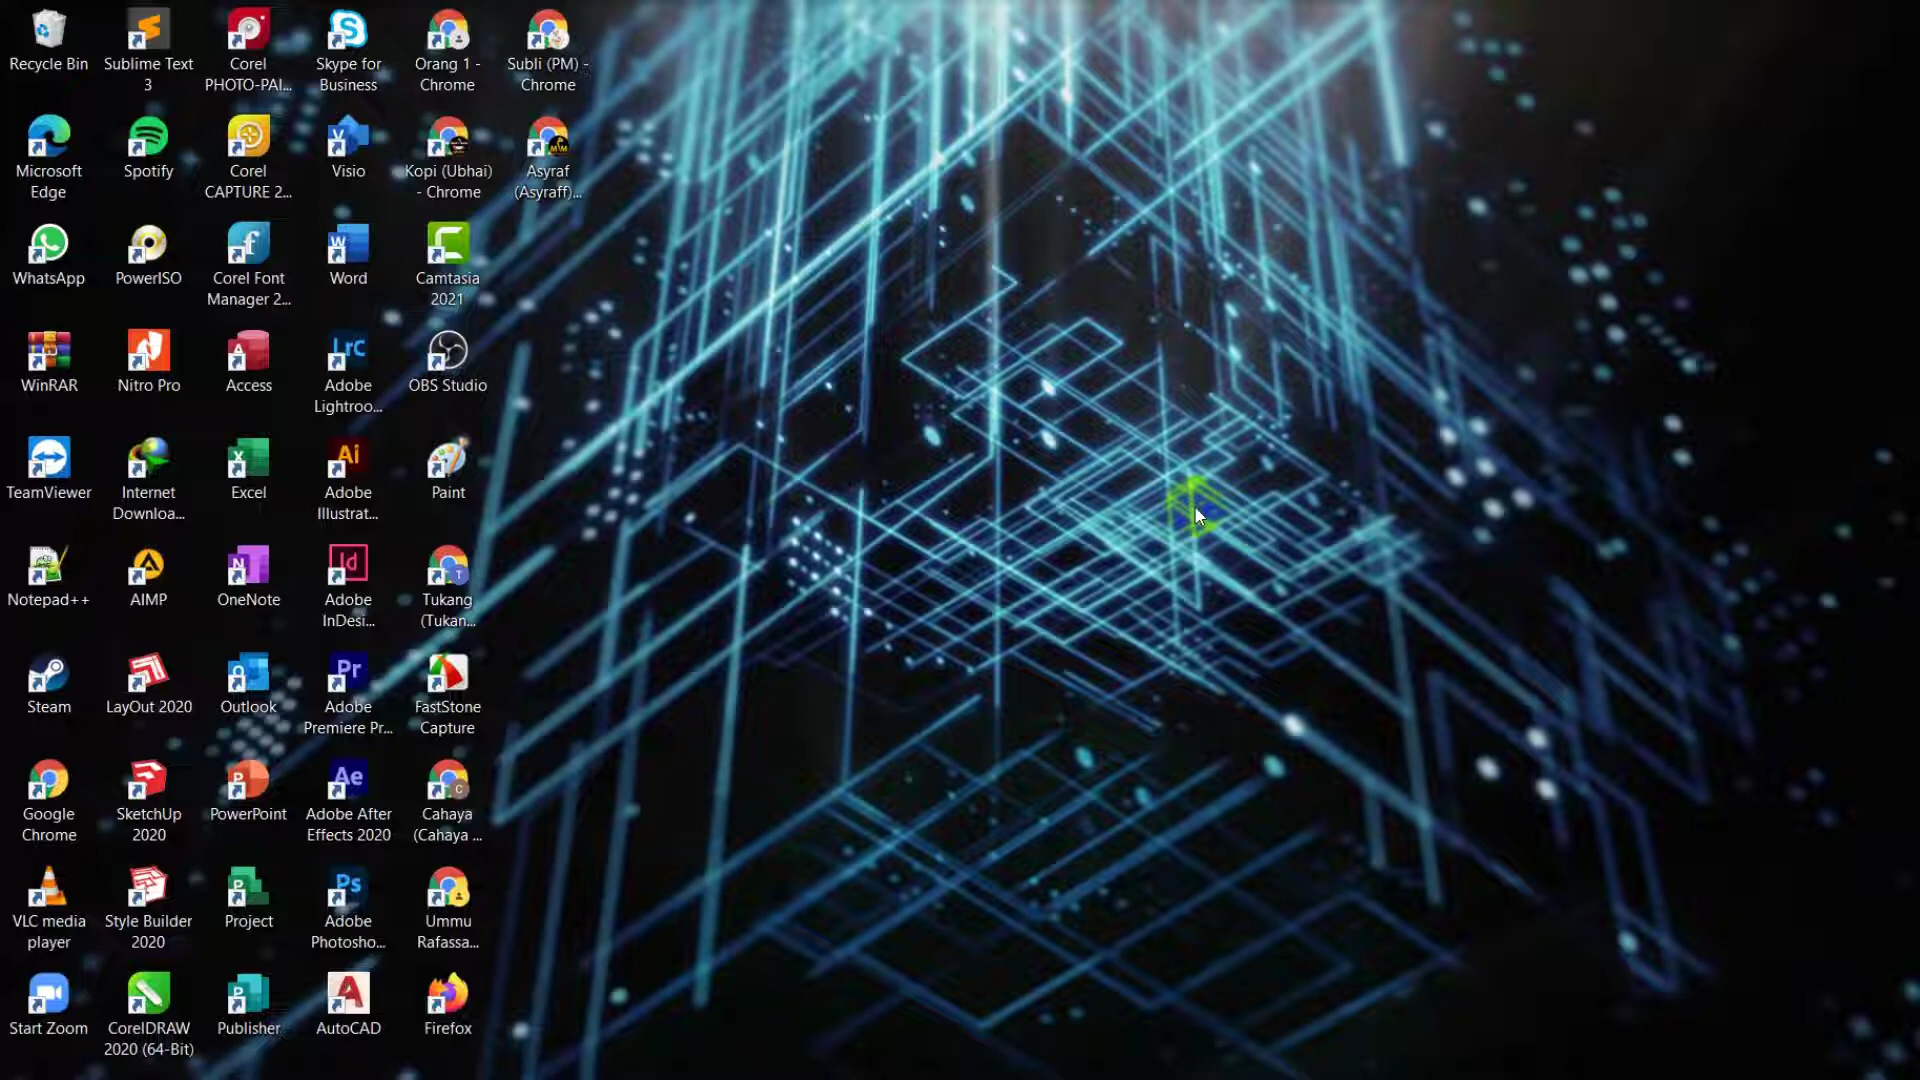 Recycle Bin
Sublime Text
3
Corel
PHOTO-PAI...
Skype for
Business
Orang 1 -
Chrome
Subli (PM) -
Chrome
Microsoft
Edge
Spotify
Corel
CAPTURE 2...
Visio
Kopi (Ubhai)
- Chrome
Asyraf
(Asyraff)...
WhatsApp
PowerISO
Corel Font
Manager 2...
Word
Camtasia
2021
WinRAR
Nitro Pro
Access
Adobe
Lightroo...
OBS Studio
TeamViewer
Internet
Downloa...
Excel
Adobe
Illustrat...
Paint
Notepad++
AIMP
OneNote
Adobe
InDesi...
Tukang
(Tukan...
Steam
LayOut 2020
Outlook
Adobe
Premiere Pr...
FastStone
Capture
Google
Chrome
SketchUp
2020
PowerPoint
Adobe After
Effects 2020
Cahaya
(Cahaya ...
VLC media
player
Style Builder
2020
Project
Adobe
Photosho...
Ummu
Rafassa...
Start Zoom
CorelDRAW
2020 (64-Bit)
Publisher
AutoCAD
Firefox